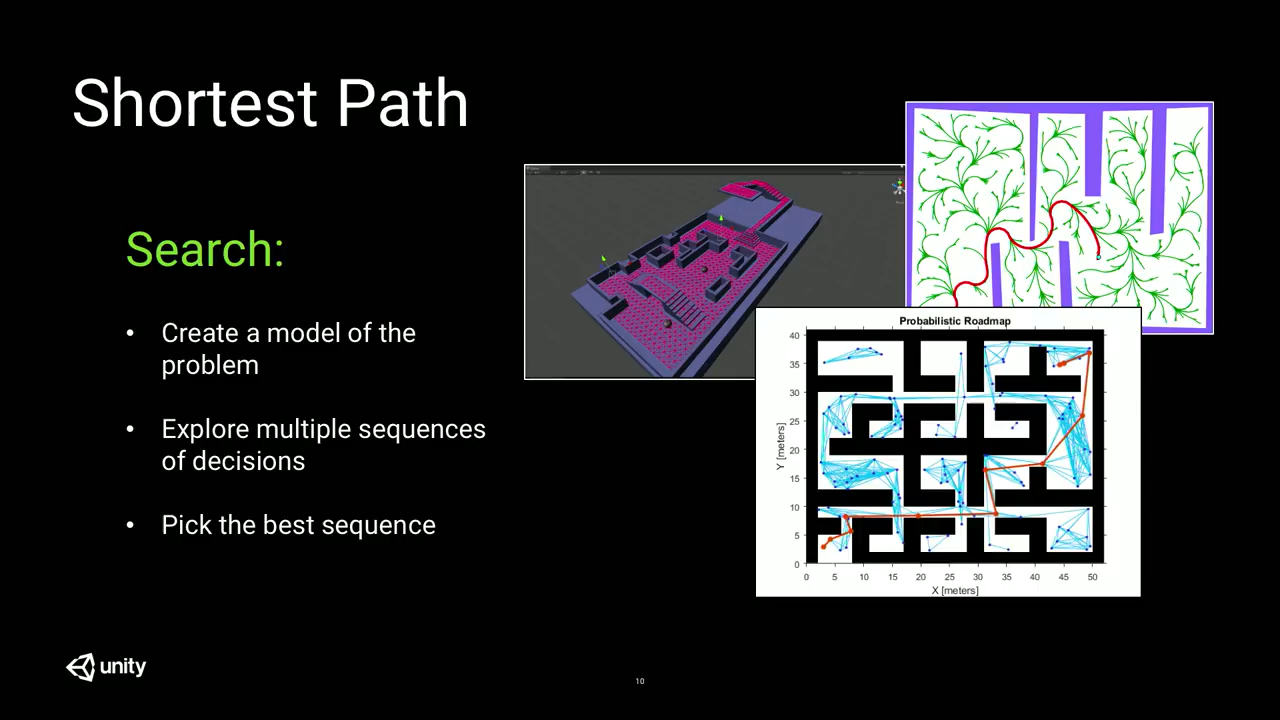 Shortest Path
Search:
• Create a model of the
problem
• Explore multiple sequences
of decisions
• Pick the best sequence
Probabilistic Roadmap
40
35
30
25
20
15
10
5
0
Y [meters]
0 5 10 15 20 25 30 35 40 45 50
X [meters]
unity
10